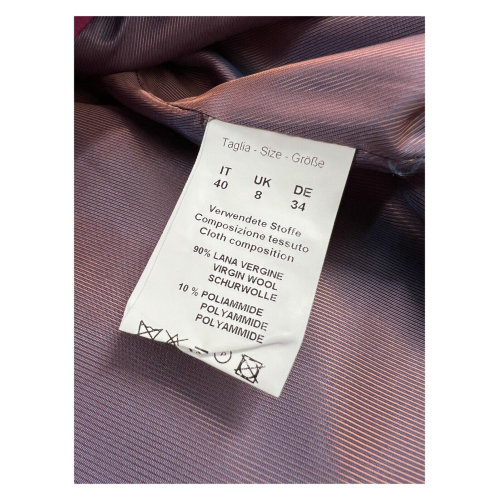 Taglia - Size - Größe
IT UK DE
40 8 34
Verwendete Stoffe
Composizione tessuto
Cloth composition
90% LANA VERGINE
VIRGIN WOOL
SCHURWOLLE
10 % POLIAMMIDE
POLYAMMIDE
POLYAMMIDE